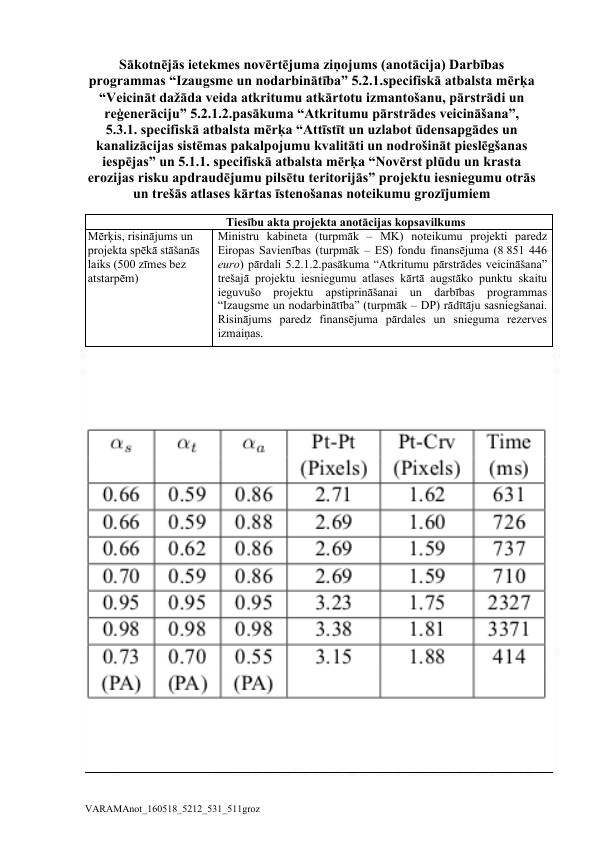 Sākotnējās ietekmes novērtējuma ziņojums (anotācija) Darbības
programmas “Izaugsme un nodarbinātība” 5.2.1.specifiskā atbalsta mērķa
“Veicināt dažāda veida atkritumu atkārtotu izmantošanu, pārstrādi un
reģenerāciju” 5.2.1.2.pasākuma “Atkritumu pārstrādes veicināšana”,
5.3.1. specifiskā atbalsta mērķa “Attīstīt un uzlabot ūdensapgādes un
kanalizācijas sistēmas pakalpojumu kvalitāti un nodrošināt pieslēgšanas
iespējas” un 5.1.1. specifiskā atbalsta mērķa “Novērst plūdu un krasta
erozijas risku apdraudējumu pilsētu teritorijās” projektu iesniegumu otrās
un trešās atlases kārtas īstenošanas noteikumu grozījumiem
Tiesību akta projekta anotācijas kopsavilkums
Mērķis, risinājums un
projekta spēkā stāšanās
laiks (500 zīmes bez
atstarpēm)
Ministru kabineta (turpmāk – MK) noteikumu projekti paredz
Eiropas Savienības (turpmāk – ES) fondu finansējuma (8 851 446
euro) pārdali 5.2.1.2.pasākuma “Atkritumu pārstrādes veicināšana”
trešajā projektu iesniegumu atlases kārtā augstāko punktu skaitu
ieguvušo projektu apstiprināšanai un darbības programmas
“Izaugsme un nodarbinātība” (turpmāk – DP) rādītāju sasniegšanai.
Risinājums paredz finansējuma pārdales un snieguma rezerves
izmaiņas.
αs αt αa Pt-Pt Pt-Crv Time
(Pixels) (Pixels) (ms)
0.66 0.59 0.86 2.71 1.62 631
0.66 0.59 0.88 2.69 1.60 726
0.66 0.62 0.86 2.69 1.59 737
0.70 0.59 0.86 2.69 1.59 710
0.95 0.95 0.95 3.23 1.75 2327
0.98 0.98 0.98 3.38 1.81 3371
0.73 0.70 0.55 3.15 1.88 414
(PA) (PA) (PA)
VARAMAnot_160518_5212_531_511groz